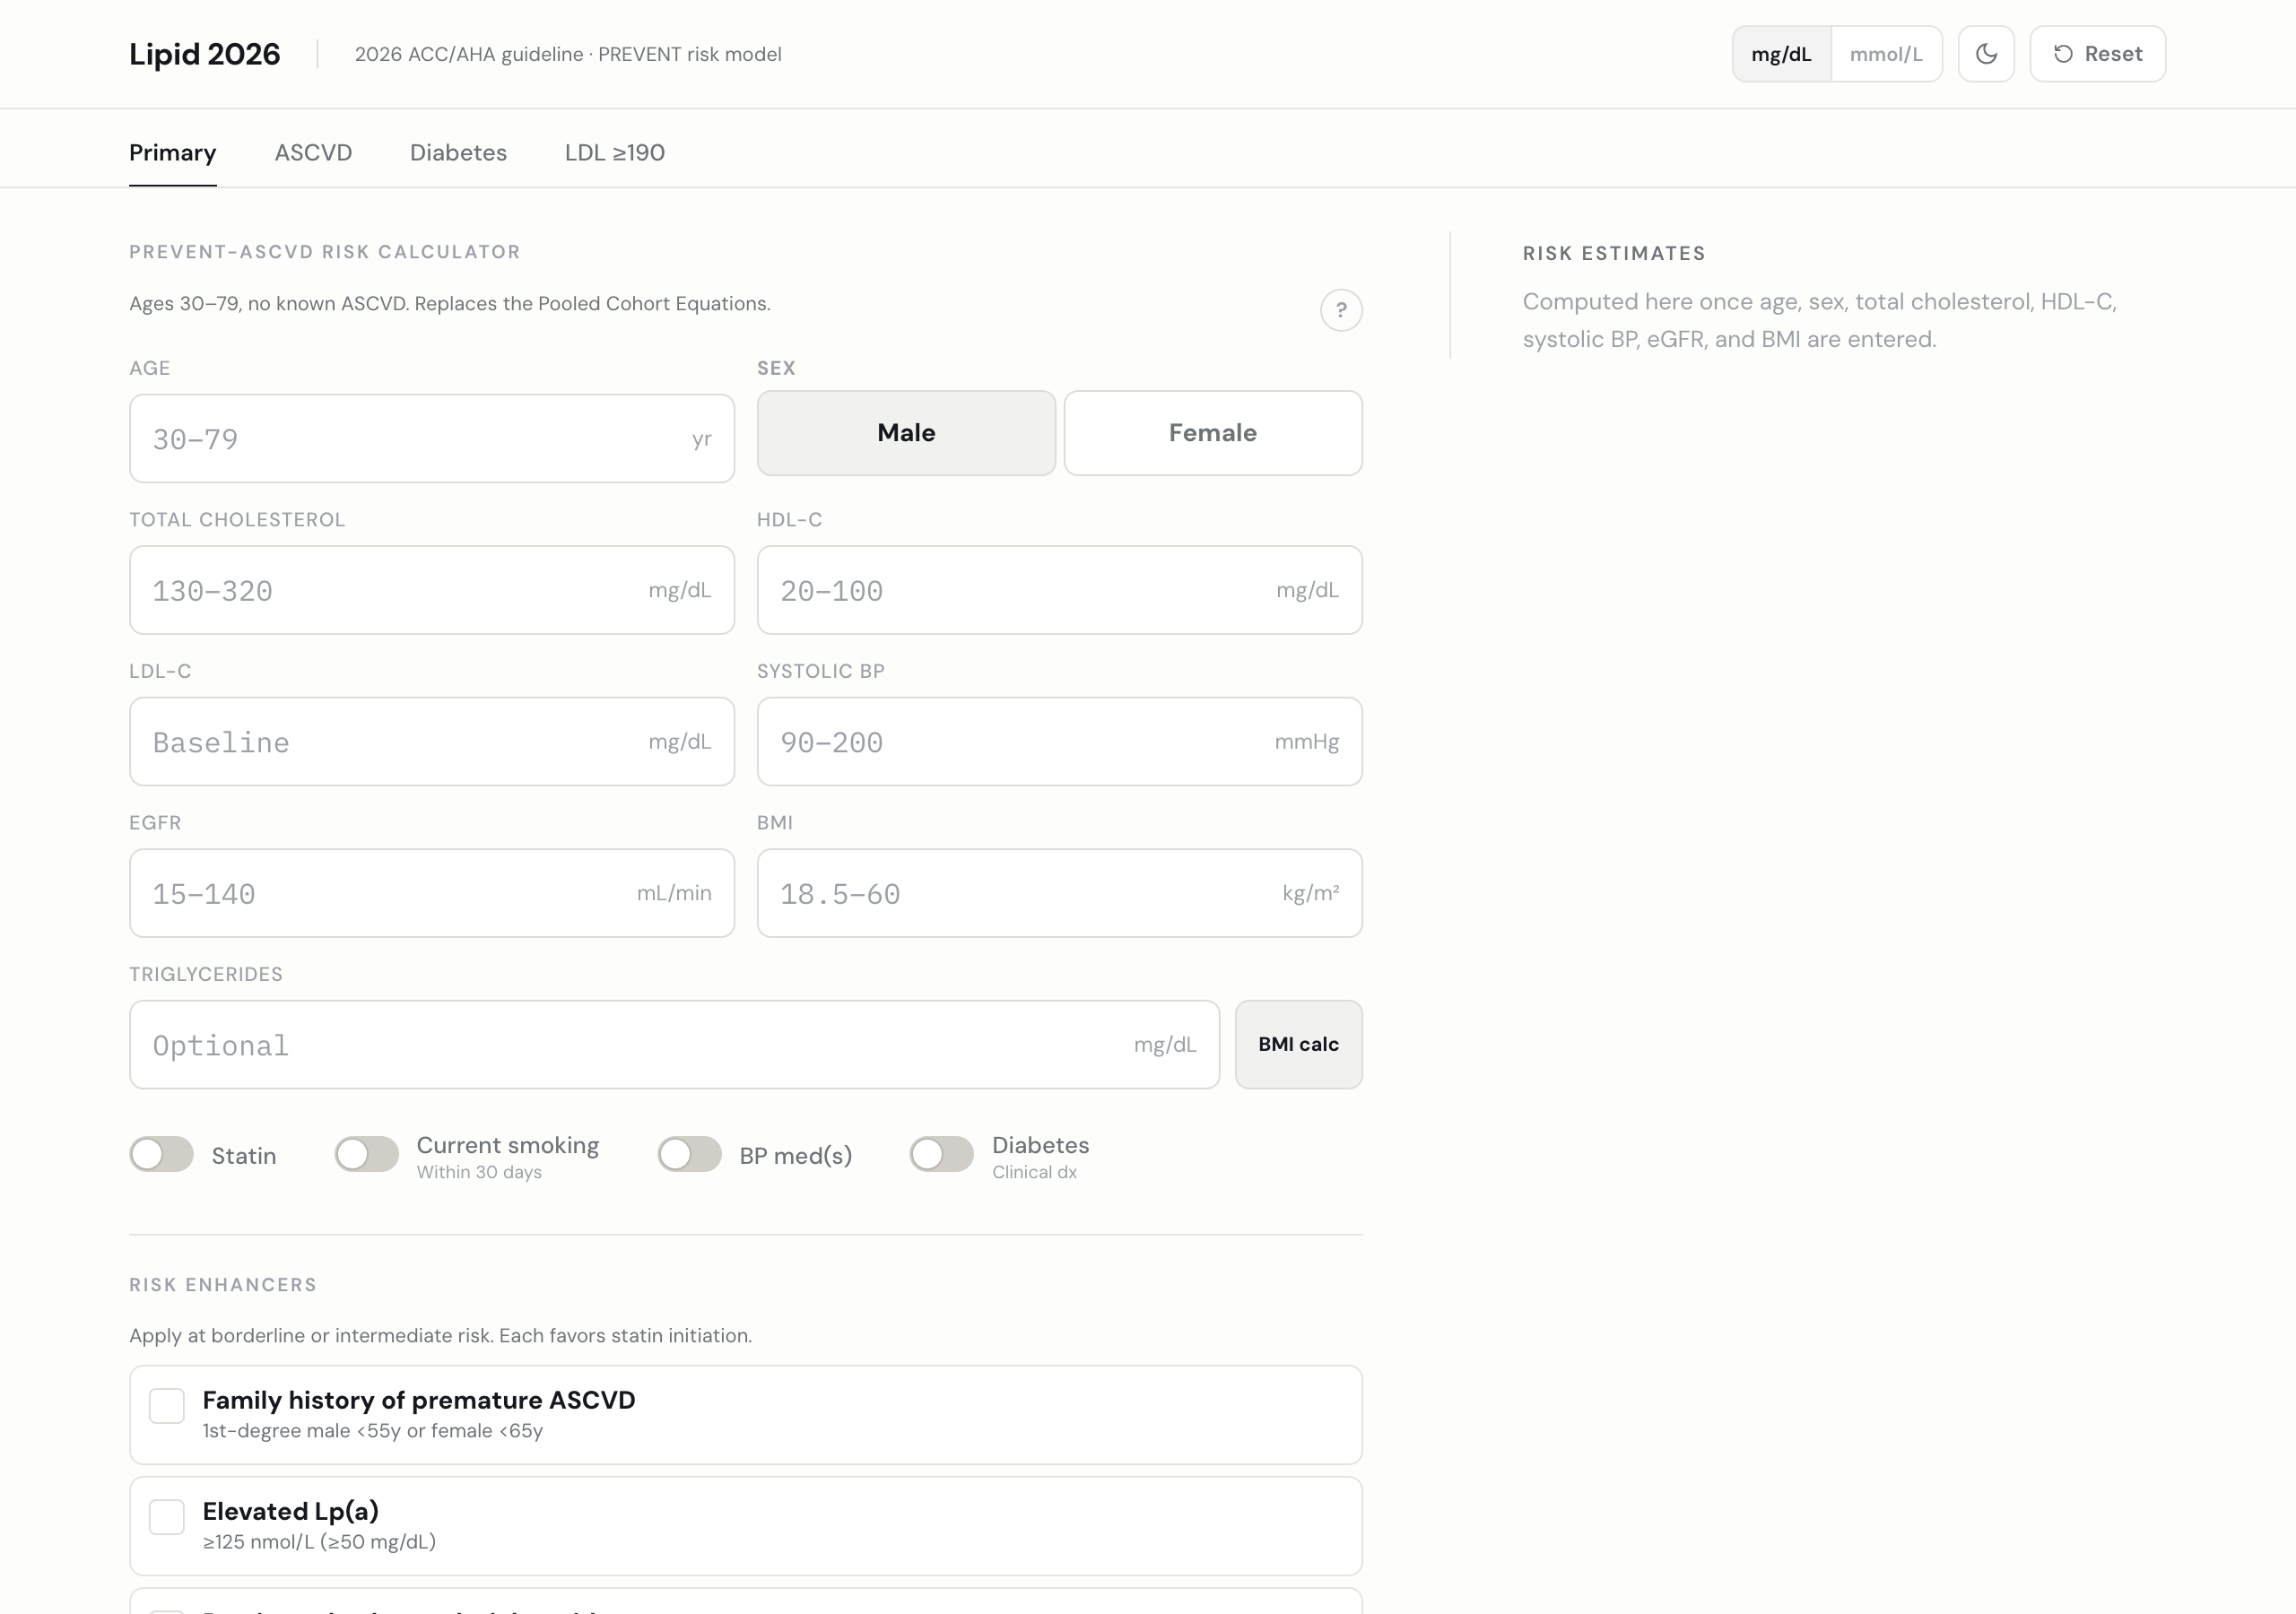 Lipid 2026
2026 ACC/AHA guideline · PREVENT risk model
mg/dL
mmol/L
Reset
Primary
ASCVD
Diabetes
LDL ≥190
PREVENT-ASCVD RISK CALCULATOR
Ages 30–79, no known ASCVD. Replaces the Pooled Cohort Equations.
?
AGE
30–79
yr
SEX
Male
Female
TOTAL CHOLESTEROL
130–320
mg/dL
HDL-C
20–100
mg/dL
LDL-C
Baseline
mg/dL
SYSTOLIC BP
90–200
mmHg
EGFR
15–140
mL/min
BMI
18.5–60
kg/m²
TRIGLYCERIDES
Optional
mg/dL
BMI calc
Statin
Current smoking
Within 30 days
BP med(s)
Diabetes
Clinical dx
RISK ENHANCERS
Apply at borderline or intermediate risk. Each favors statin initiation.
Family history of premature ASCVD
1st-degree male <55y or female <65y
Elevated Lp(a)
≥125 nmol/L (≥50 mg/dL)
RISK ESTIMATES
Computed here once age, sex, total cholesterol, HDL-C,
systolic BP, eGFR, and BMI are entered.